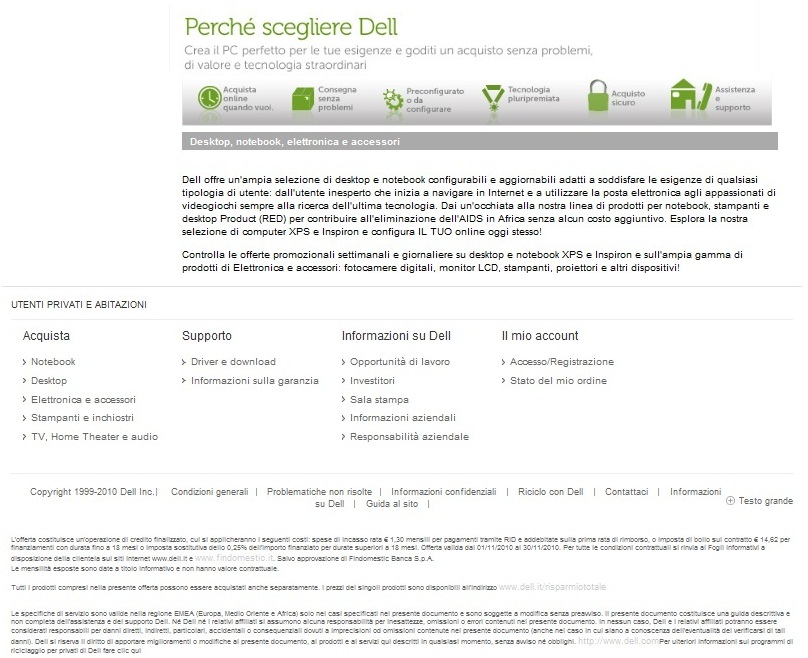 Perché scegliere Dell
Crea il PC perfetto per le tue esigenze e goditi un acquisto senza problemi,
di valore e tecnologia straordinari
Acquista
online
quando vuoi.
Consegna
senza
problemi
Preconfigurato
o da
configurare
Tecnologia
pluripremiata
Acquisto
sicuro
Assistenza
e
supporto
Desktop, notebook, elettronica e accessori
Dell offre un'ampia selezione di desktop e notebook configurabili e aggiornabili adatti a soddisfare le esigenze di qualsiasi
tipologia di utente: dall'utente inesperto che inizia a navigare in Internet e a utilizzare la posta elettronica agli appassionati di
videogiochi sempre alla ricerca dell'ultima tecnologia. Dai un'occhiata alla nostra linea di prodotti per notebook, stampanti e
desktop Product (RED) per contribuire all'eliminazione dell'AIDS in Africa senza alcun costo aggiuntivo. Esplora la nostra
selezione di computer XPS e Inspiron e configura IL TUO online oggi stesso!
Controlla le offerte promozionali settimanali e giornaliere su desktop e notebook XPS e Inspiron e sull'ampia gamma di
prodotti di Elettronica e accessori: fotocamere digitali, monitor LCD, stampanti, proiettori e altri dispositivi!
UTENTI PRIVATI E ABITAZIONI
Acquista
› Notebook
› Desktop
› Elettronica e accessori
› Stampanti e inchiostri
› TV, Home Theater e audio
Supporto
› Driver e download
› Informazioni sulla garanzia
Informazioni su Dell
› Opportunità di lavoro
› Investitori
› Sala stampa
› Informazioni aziendali
› Responsabilità aziendale
Il mio account
› Accesso/Registrazione
› Stato del mio ordine
Copyright 1999-2010 Dell Inc.| Condizioni generali | Problematiche non risolte | Informazioni confidenziali | Riciclo con Dell | Contattaci | Informazioni
su Dell | Guida al sito |
Testo grande
L'offerta costituisce un'operazione di credito finalizzato, cui si applicheranno i seguenti costi: spese di incasso rata € 1,30 mensili per pagamenti tramite RID e addebitate sulla prima rata di rimborso, o imposta di bollo sul contratto € 14,62 per
finanziamenti con durata fino a 18 mesi o imposta sostitutiva dello 0,25% dell'importo finanziato per durate superiori a 18 mesi. Offerta valida dal 01/11/2010 al 30/11/2010. Per tutte le condizioni contrattuali si rinvia ai Fogli Informativi a
disposizione della clientela sui siti Internet www.dell.it e www.findomestic.it. Salvo approvazione di Findomestic Banca S.p.A.
Le mensilità esposte sono date a titolo informativo e non hanno valore contrattuale.
Tutti i prodotti compresi nella presente offerta possono essere acquistati anche separatamente. I prezzi dei singoli prodotti sono disponibili all'indirizzo www.dell.it/risparmiototale
Le specifiche di servizio sono valide nella regione EMEA (Europa, Medio Oriente e Africa) solo nei casi specificati nel presente documento e sono soggette a modifica senza preavviso. Il presente documento costituisce una guida descrittiva e
non completa dell'assistenza e del supporto Dell. Né Dell né i relativi affiliati si assumono alcuna responsabilità per inesattezze, omissioni o errori contenuti nel presente documento. In nessun caso, Dell e i relativi affiliati potranno essere
considerati responsabili per danni diretti, indiretti, particolari, accidentali o consequenziali dovuti a imprecisioni od omissioni contenute nel presente documento (anche nel caso in cui siano a conoscenza dell'eventualità del verificarsi di tali
danni). Dell si riserva il diritto di apportare miglioramenti o modifiche al presente documento, ai prodotti e ai servizi qui descritti in qualsiasi momento, senza avviso né obblighi. http://www.dell.comPer ulteriori informazioni sui programmi di
riciclaggio per privati di Dell fare clic qui!